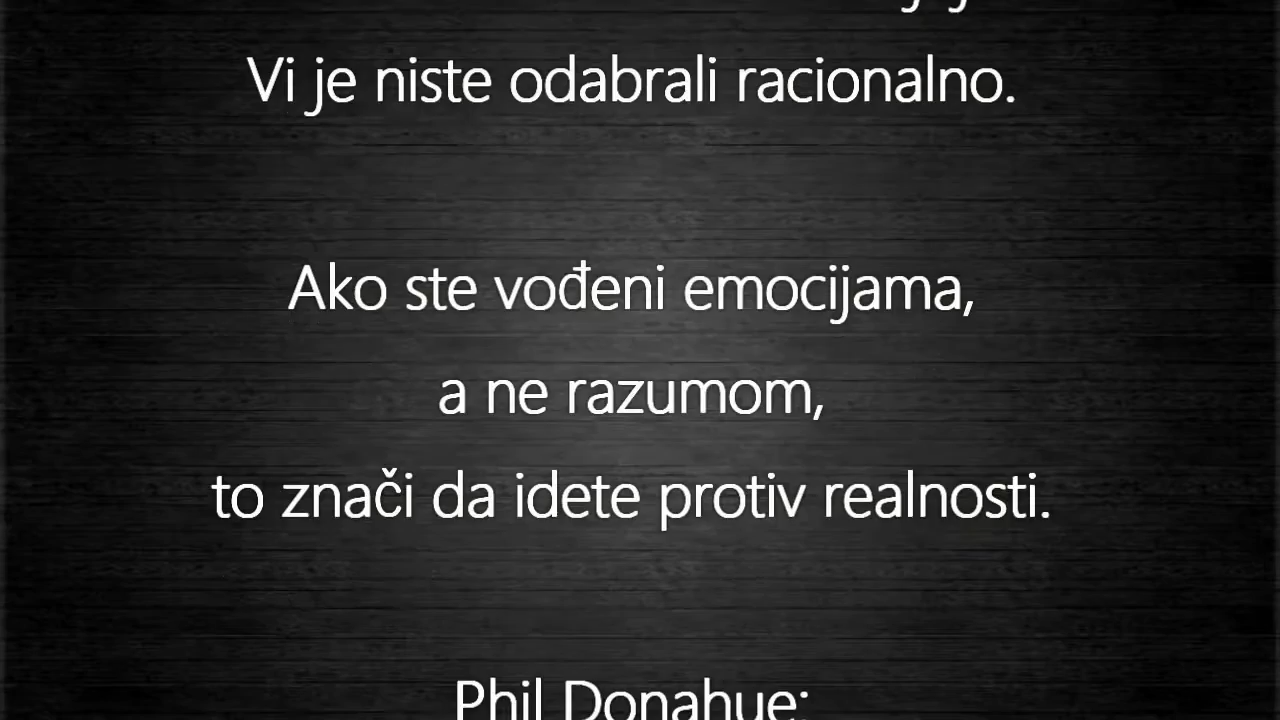 Vi je niste odabrali racionalno.
Ako ste vođeni emocijama,
a ne razumom,
to znači da idete protiv realnosti.
Phil Donahue: